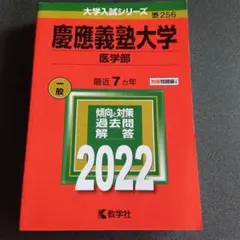 大学入試シリーズ
256
慶應義塾大学
医学部
一般
最近7カ年
傾向と対策
過去問
解答
2022
教学社